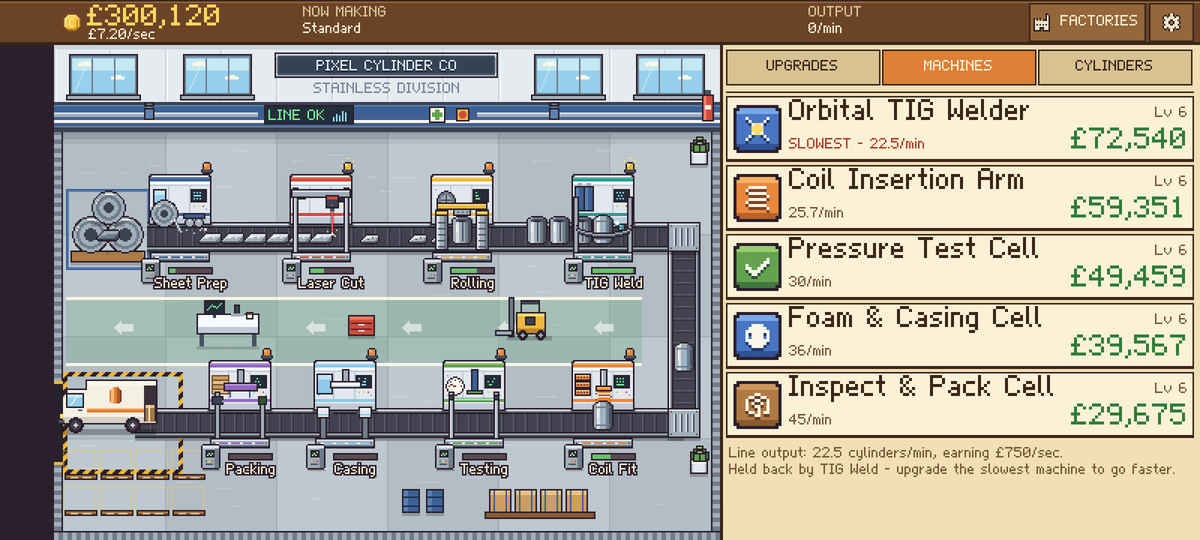 £300,120
£7.20/sec
NOW MAKING
Standard
OUTPUT
0/min
FACTORIES
PIXEL CYLINDER CO
STAINLESS DIVISION
LINE OK
Sheet Prep
Laser Cut
Rolling
TIG Weld
Packing
Casing
Testing
Coil Fit
UPGRADES
MACHINES
CYLINDERS
Orbital TIG Welder
Lv 6
SLOWEST - 22.5/min
£72,540
Coil Insertion Arm
Lv 6
25.7/min
£59,351
Pressure Test Cell
Lv 6
30/min
£49,459
Foam & Casing Cell
Lv 6
36/min
£39,567
Inspect & Pack Cell
Lv 6
45/min
£29,675
Line output: 22.5 cylinders/min, earning £750/sec.
Held back by TIG Weld - upgrade the slowest machine to go faster.